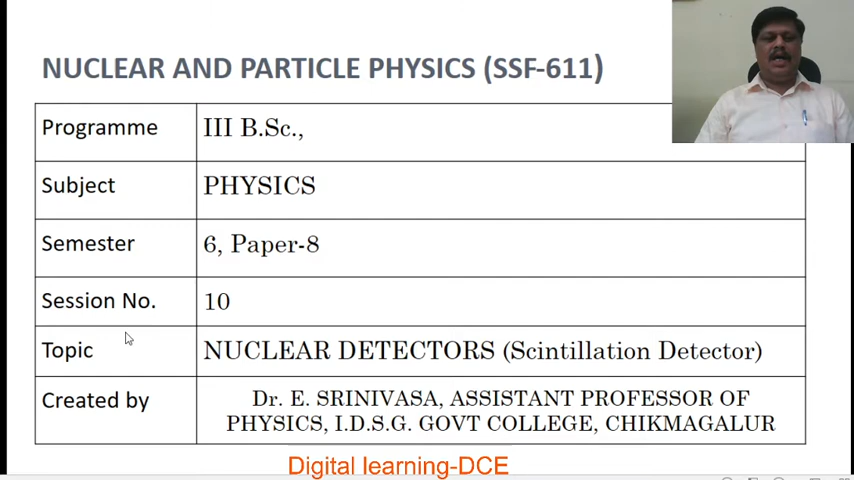 NUCLEAR AND PARTICLE PHYSICS (SSF-611)
Programme III B.Sc.,
Subject PHYSICS
Semester 6, Paper-8
Session No. 10
Topic NUCLEAR DETECTORS (Scintillation Detector)
Created by Dr. E. SRINIVASA, ASSISTANT PROFESSOR OF
PHYSICS, I.D.S.G. GOVT COLLEGE, CHIKMAGALUR
Digital learning-DCE